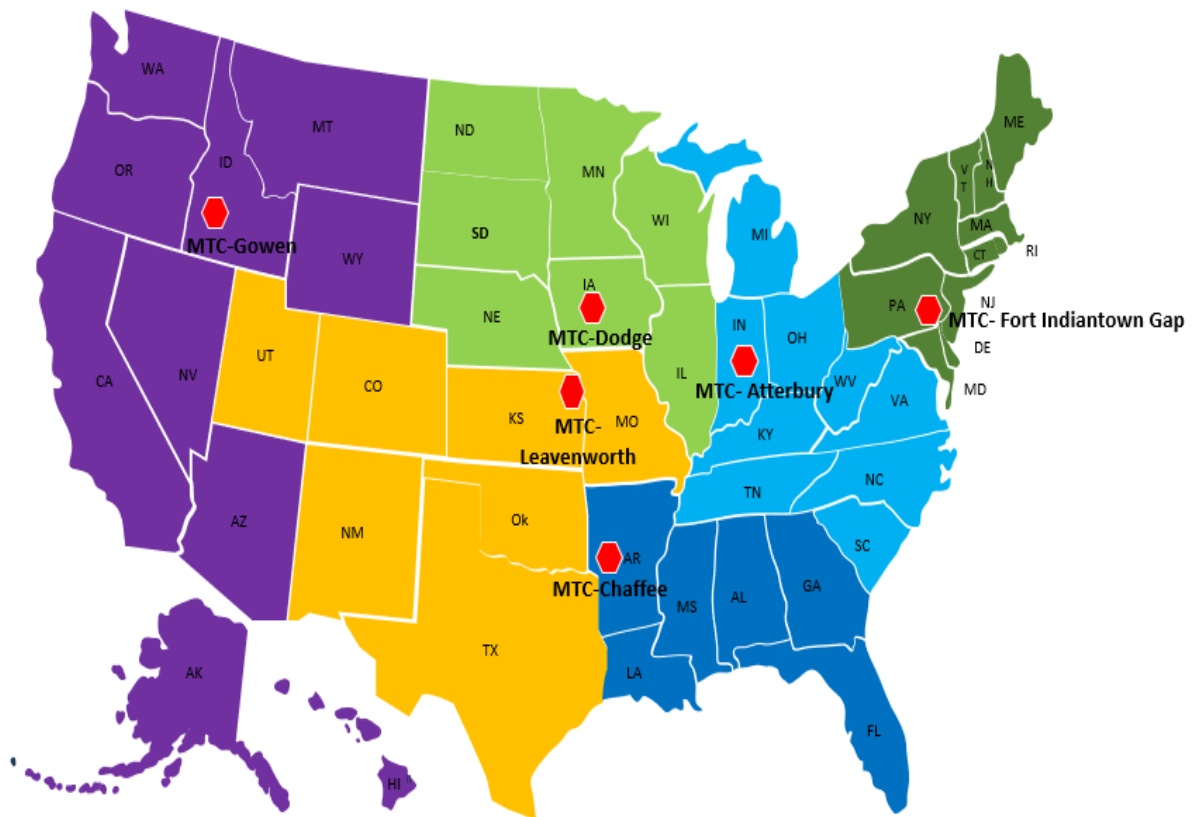 WA
MT
ND
MN
ME
OR
ID
SD
WI
MI
NY
V
T
N
H
MA
CT
RI
MTC-Gowen
WY
NE
IA
MTC-Dodge
PA
NJ
MTC- Fort Indiantown Gap
DE
MD
CA
NV
UT
CO
KS
MO
IL
IN
OH
MTC- Atterbury
WV
VA
KY
MTC-
Leavenworth
AZ
NM
Ok
TN
NC
SC
AR
MTC-Chaffee
MS
AL
GA
TX
LA
FL
AK
HI